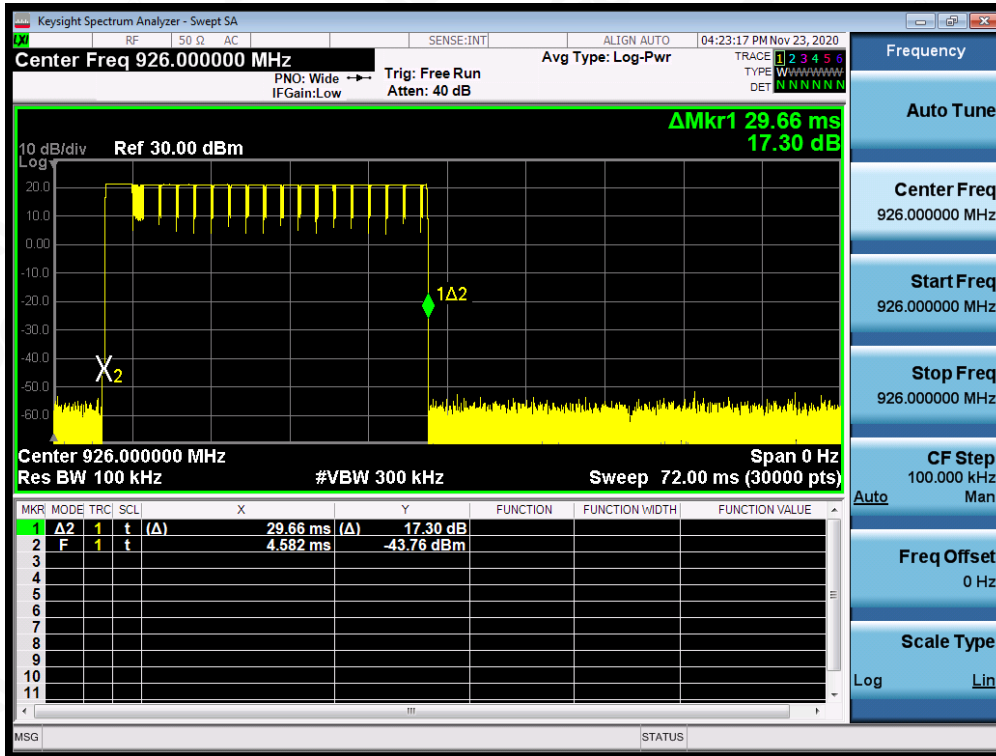 Keysight Spectrum Analyzer - Swept SA
LXI RF 50 Ω AC SENSE:INT ALIGN AUTO 04:23:17 PM Nov 23, 2020
Center Freq 926.000000 MHz
PNO: Wide
IFGain:Low
Trig: Free Run
Atten: 40 dB
Avg Type: Log-Pwr
TRACE 1 2 3 4 5 6
TYPE WWWWWW
DET N N N N N N
ΔMkr1 29.66 ms
17.30 dB
10 dB/div Ref 30.00 dBm
Log
20.0
10.0
0.00
-10.0
-20.0
1Δ2
-30.0
-40.0
2
-50.0
-60.0
Center 926.000000 MHz Span 0 Hz
Res BW 100 kHz #VBW 300 kHz Sweep 72.00 ms (30000 pts)
MKR MODE TRC SCL X Y FUNCTION FUNCTION WIDTH FUNCTION VALUE
1 Δ2 1 t (Δ) 29.66 ms (Δ) 17.30 dB
2 F 1 t 4.582 ms -43.76 dBm
3
4
5
6
7
8
9
10
11
MSG STATUS
Frequency
Auto Tune
Center Freq
926.000000 MHz
Start Freq
926.000000 MHz
Stop Freq
926.000000 MHz
CF Step
100.000 kHz
Auto Man
Freq Offset
0 Hz
Scale Type
Log Lin